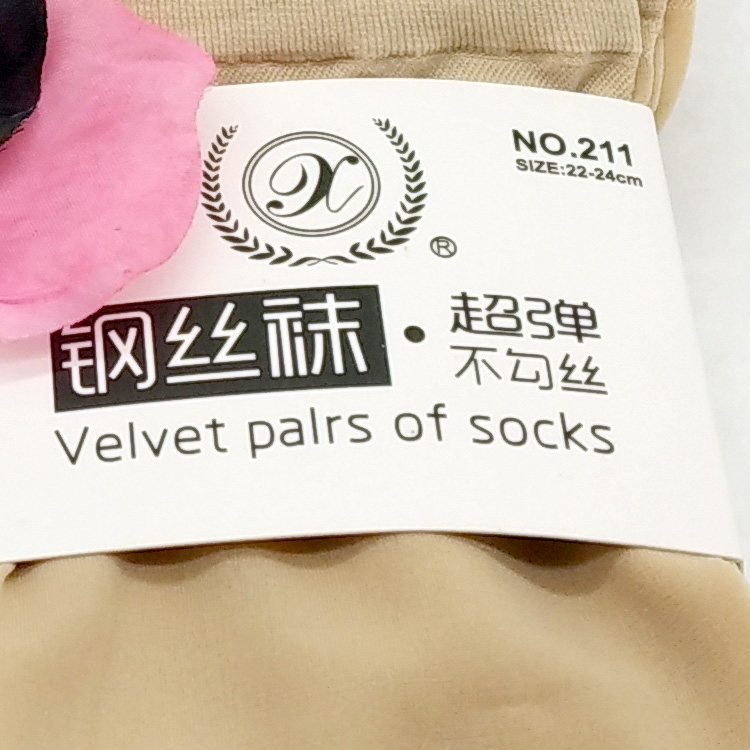 X
®
NO.211
SIZE:22-24cm
钢丝袜·超弹
不勾丝
Velvet palrs of socks